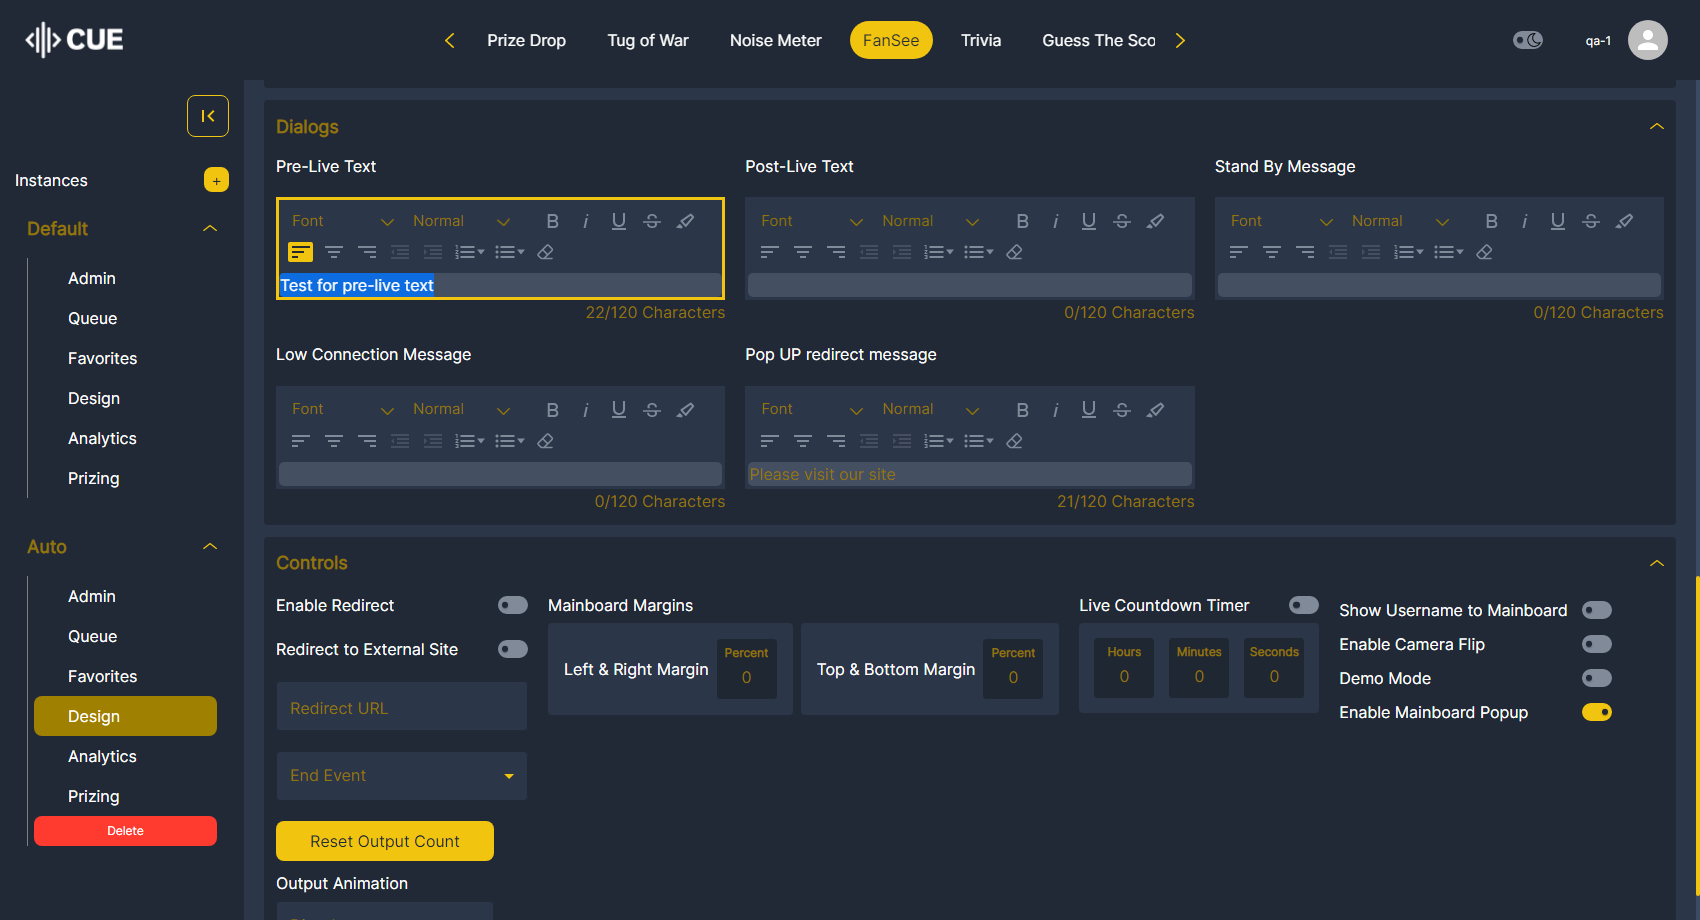 CUE
Prize Drop
Tug of War
Noise Meter
FanSee
Trivia
Guess The Sco
qa-1
Instances
+
Default
Admin
Queue
Favorites
Design
Analytics
Prizing
Auto
Admin
Queue
Favorites
Design
Analytics
Prizing
Delete
Dialogs
Pre-Live Text
Font Normal B i U S
Test for pre-live text
22/120 Characters
Post-Live Text
Font Normal B i U S
0/120 Characters
Stand By Message
Font Normal B i U S
0/120 Characters
Low Connection Message
Font Normal B i U S
0/120 Characters
Pop UP redirect message
Font Normal B i U S
Please visit our site
21/120 Characters
Controls
Enable Redirect
Redirect to External Site
Redirect URL
End Event
Reset Output Count
Output Animation
Mainboard Margins
Left & Right Margin
Percent
0
Top & Bottom Margin
Percent
0
Live Countdown Timer
Hours
0
Minutes
0
Seconds
0
Show Username to Mainboard
Enable Camera Flip
Demo Mode
Enable Mainboard Popup